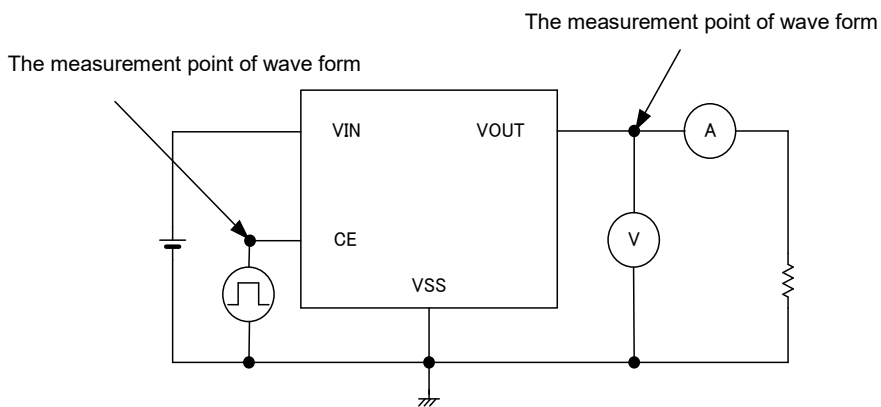 The measurement point of wave form
The measurement point of wave form
VIN
VOUT
A
CE
V
VSS